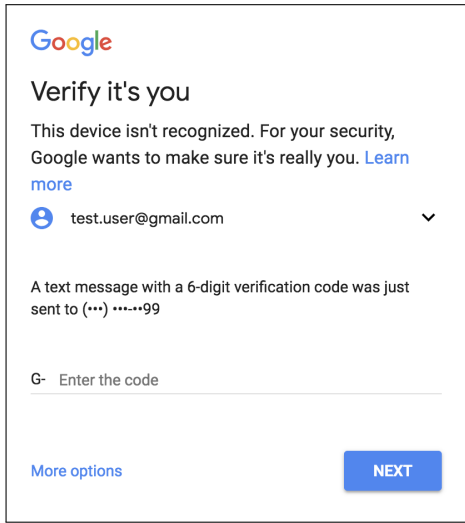 Google
Verify it's you
This device isn't recognized. For your security,
Google wants to make sure it's really you. Learn
more
test.user@gmail.com
A text message with a 6-digit verification code was just
sent to (•••) •••-••99
G- Enter the code
More options
NEXT